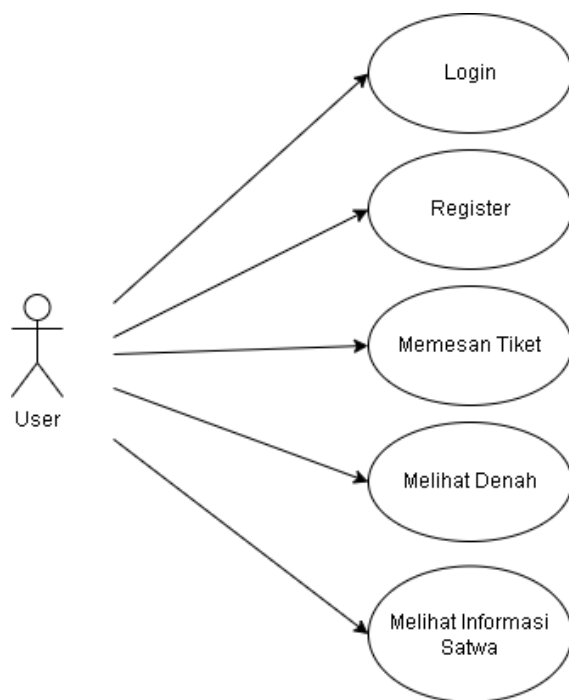 Login
Register
Memesan Tiket
User
Melihat Denah
Melihat Informasi
Satwa